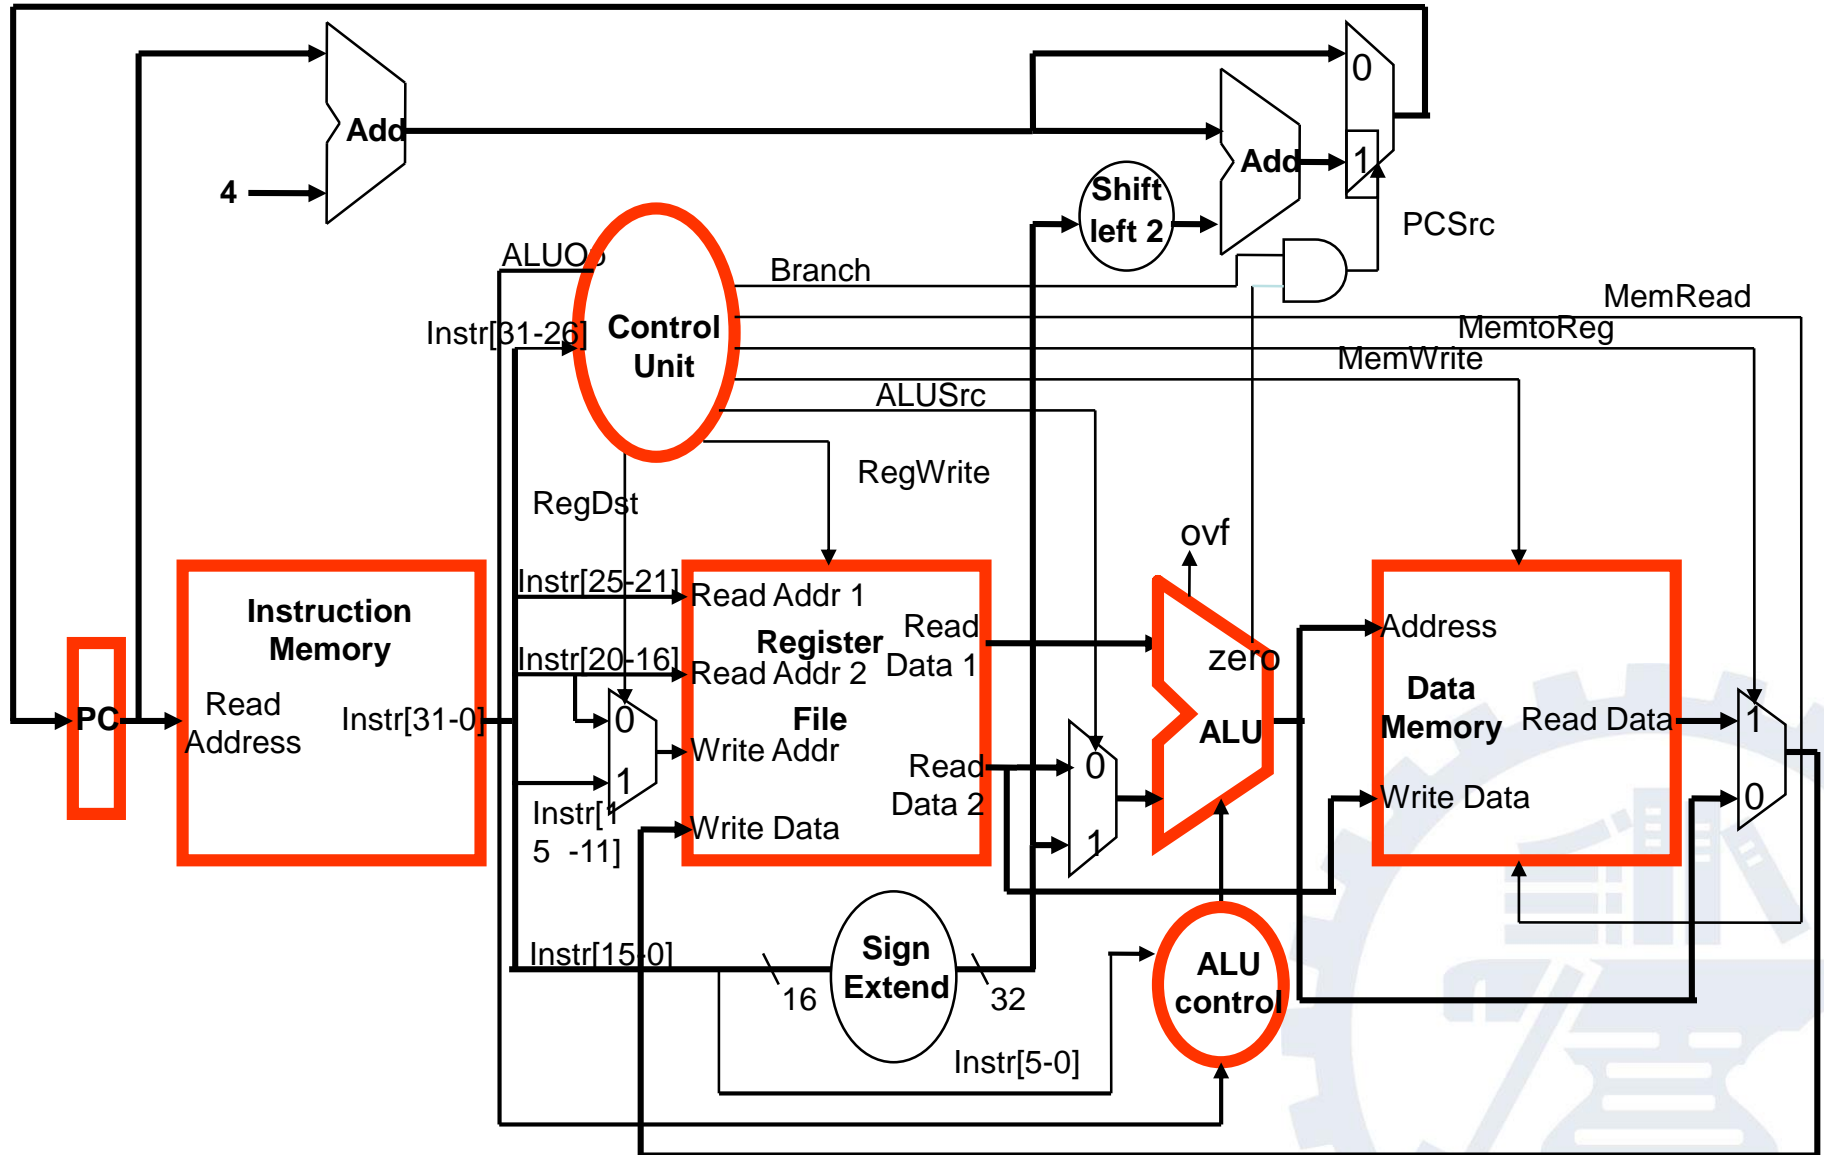 0
Add
Add
1
4
Shift
left 2
PCSrc
ALUOp
Branch
MemRead
Instr[31-26]
Control
Unit
MemtoReg
MemWrite
ALUSrc
RegWrite
RegDst
ovf
Instr[25-21]
Read Addr 1
Instruction
Memory
Register
Read
Data 1
Address
zero
Instr[20-16]
Read Addr 2
Data
Memory
PC
Read
Address
Instr[31-0]
0
File
ALU
Read Data
1
Write Addr
1
Read
Data 2
0
Write Data
0
Instr[1
5 -11]
Write Data
1
Instr[15-0]
16
Sign
Extend
32
ALU
control
Instr[5-0]